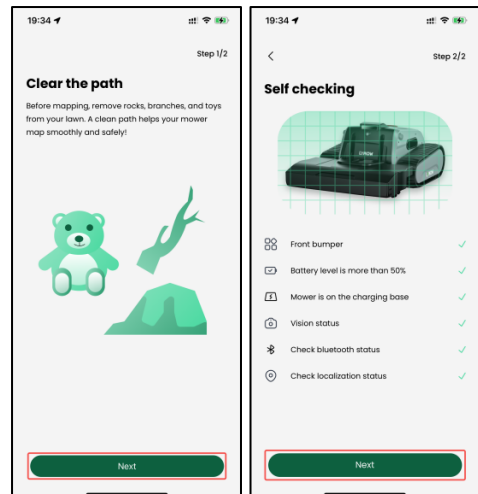 19:34
Step 1/2
Clear the path
Before mapping, remove rocks, branches, and toys
from your lawn. A clean path helps your mower
map smoothly and safely!
Next
19:34
Step 2/2
Self checking
Front bumper
Battery level is more than 50%
Mower is on the charging base
Vision status
Check bluetooth status
Check localization status
Next